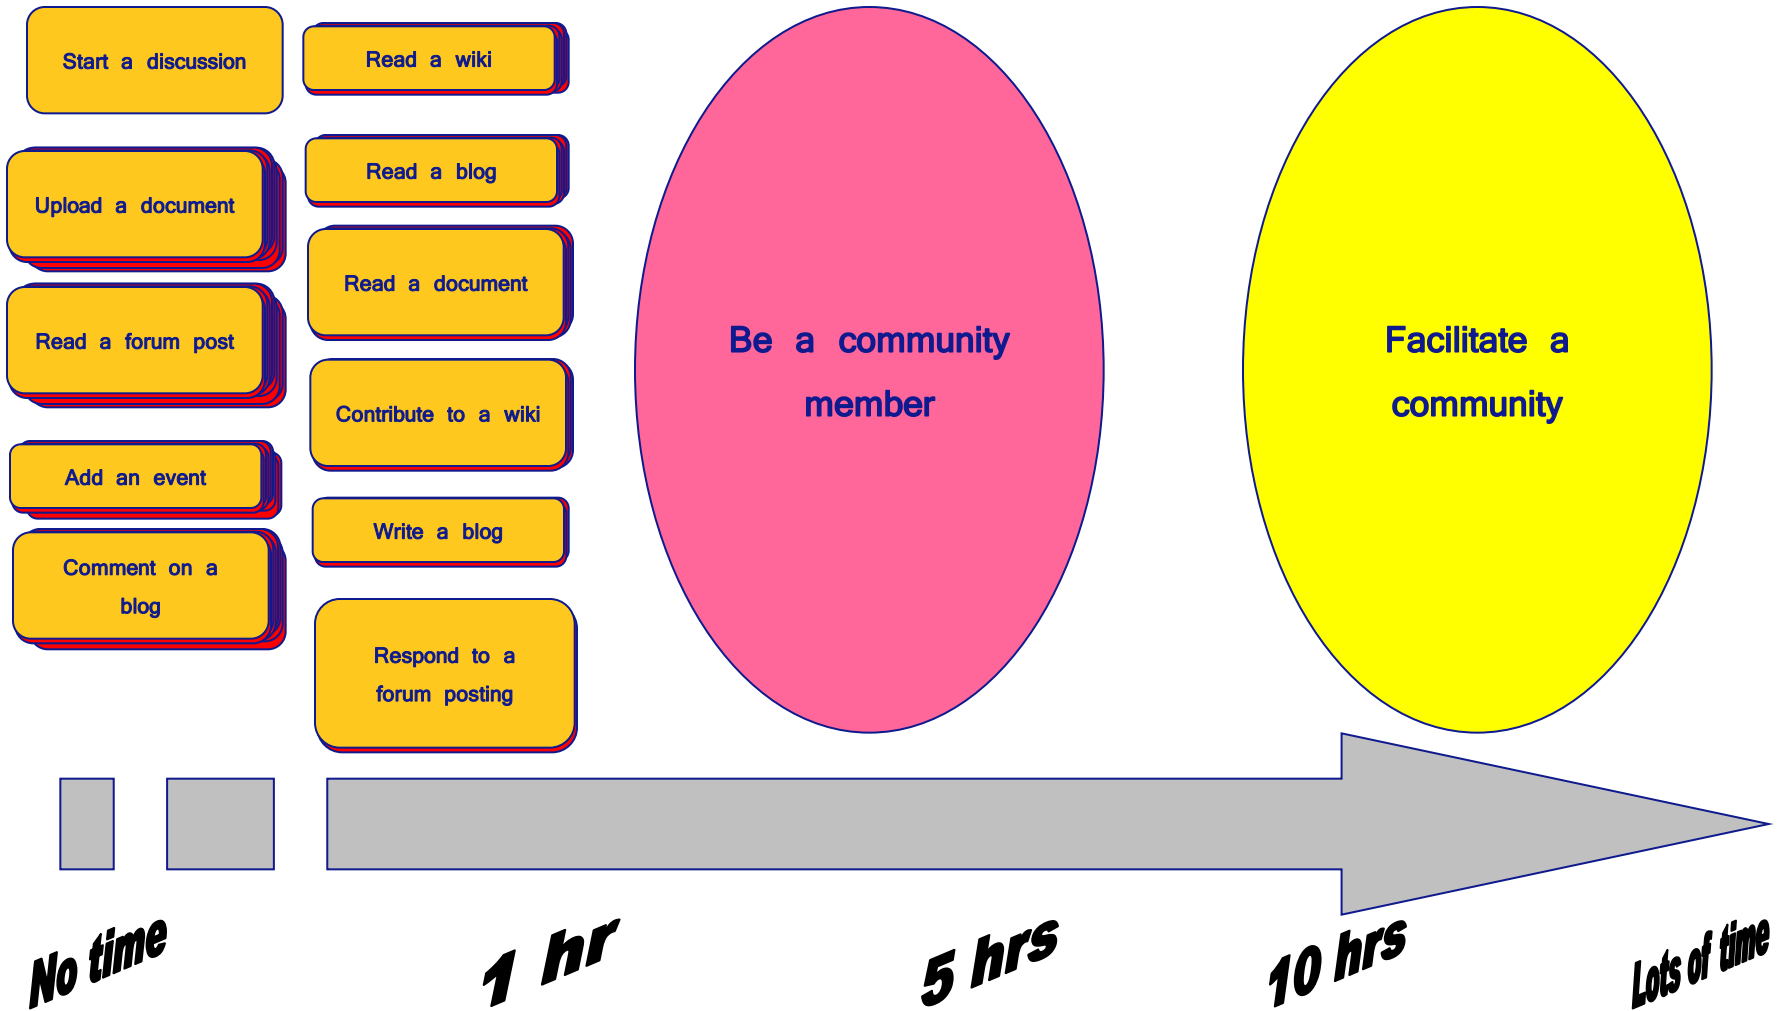 Start a discussion
Upload a document
Read a forum post
Add an event
Comment on a
blog
Read a wiki
Read a blog
Read a document
Contribute to a wiki
Write a blog
Respond to a
forum posting
Be a community
member
Facilitate a
community
No time
1 hr
5 hrs
10 hrs
Lots of time